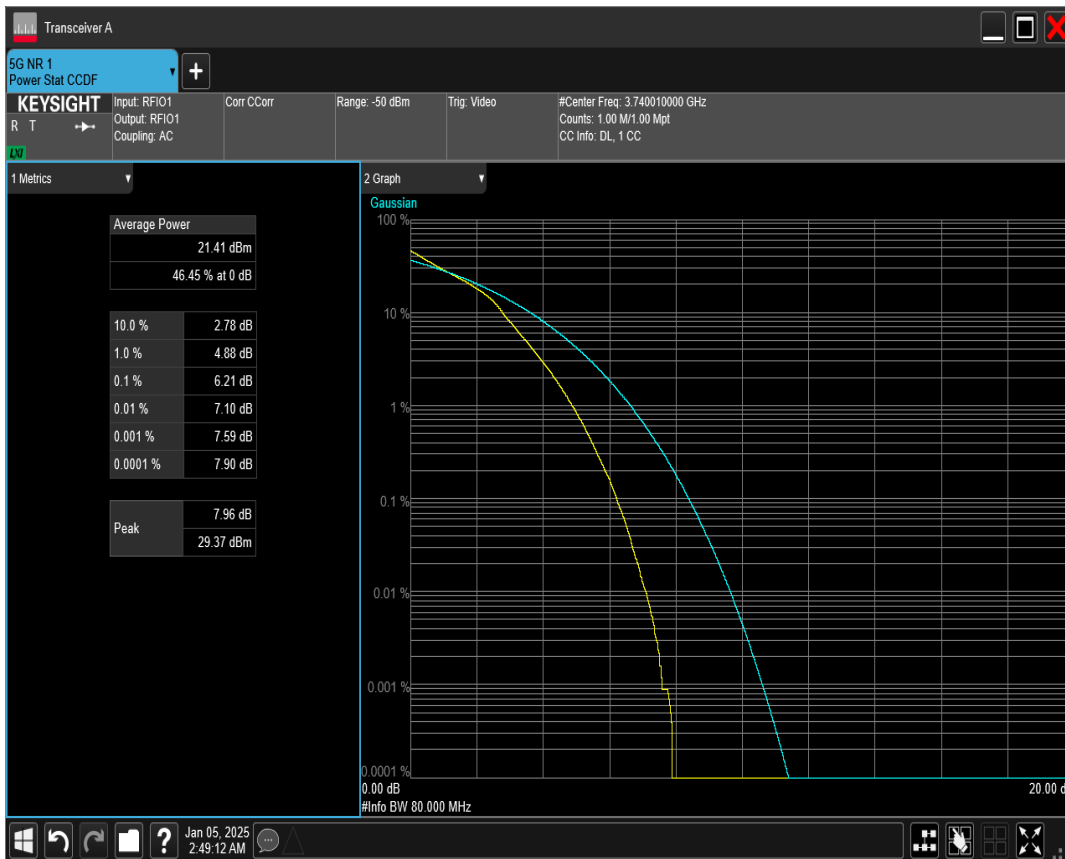 Transceiver A
5G NR 1
Power Stat CCDF
KEYSIGHT
R T
LXI
Input: RFIO1
Output: RFIO1
Coupling: AC
Corr CCorr
Range: -50 dBm
Trig: Video
#Center Freq: 3.740010000 GHz
Counts: 1.00 M/1.00 Mpt
CC Info: DL, 1 CC
1 Metrics
Average Power
21.41 dBm
46.45 % at 0 dB
10.0 % 2.78 dB
1.0 % 4.88 dB
0.1 % 6.21 dB
0.01 % 7.10 dB
0.001 % 7.59 dB
0.0001 % 7.90 dB
Peak
7.96 dB
29.37 dBm
2 Graph
Gaussian
100 %
10 %
1 %
0.1 %
0.01 %
0.001 %
0.0001 %
0.00 dB 20.00 d
#Info BW 80.000 MHz
? Jan 05, 2025
2:49:12 AM